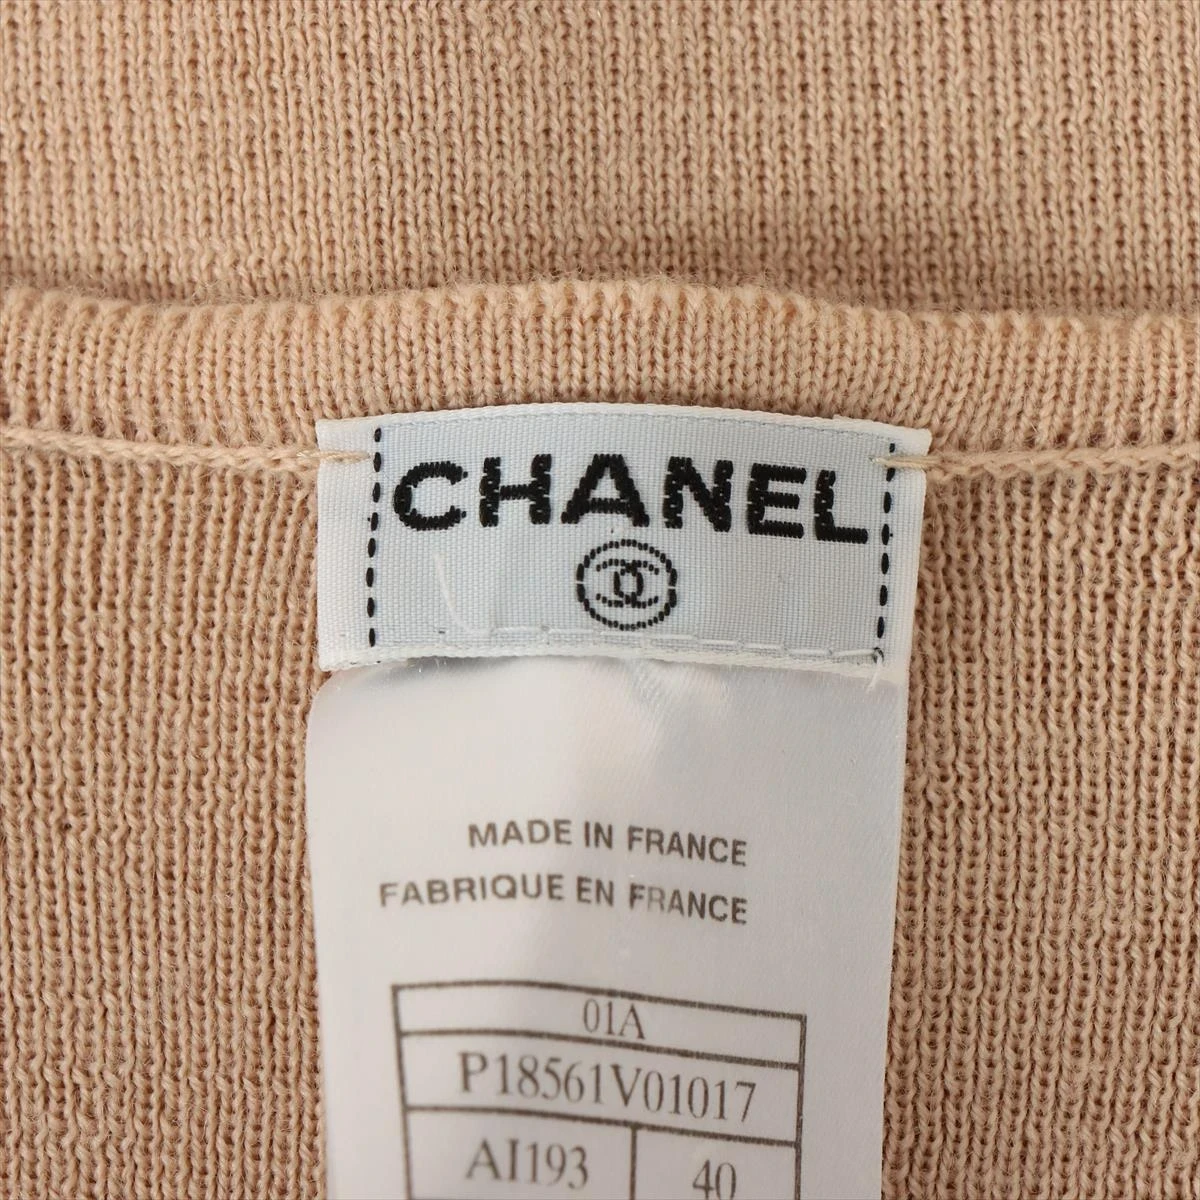 CHANEL
MADE IN FRANCE
FABRIQUE EN FRANCE
01A
P18561V01017
AI193 40